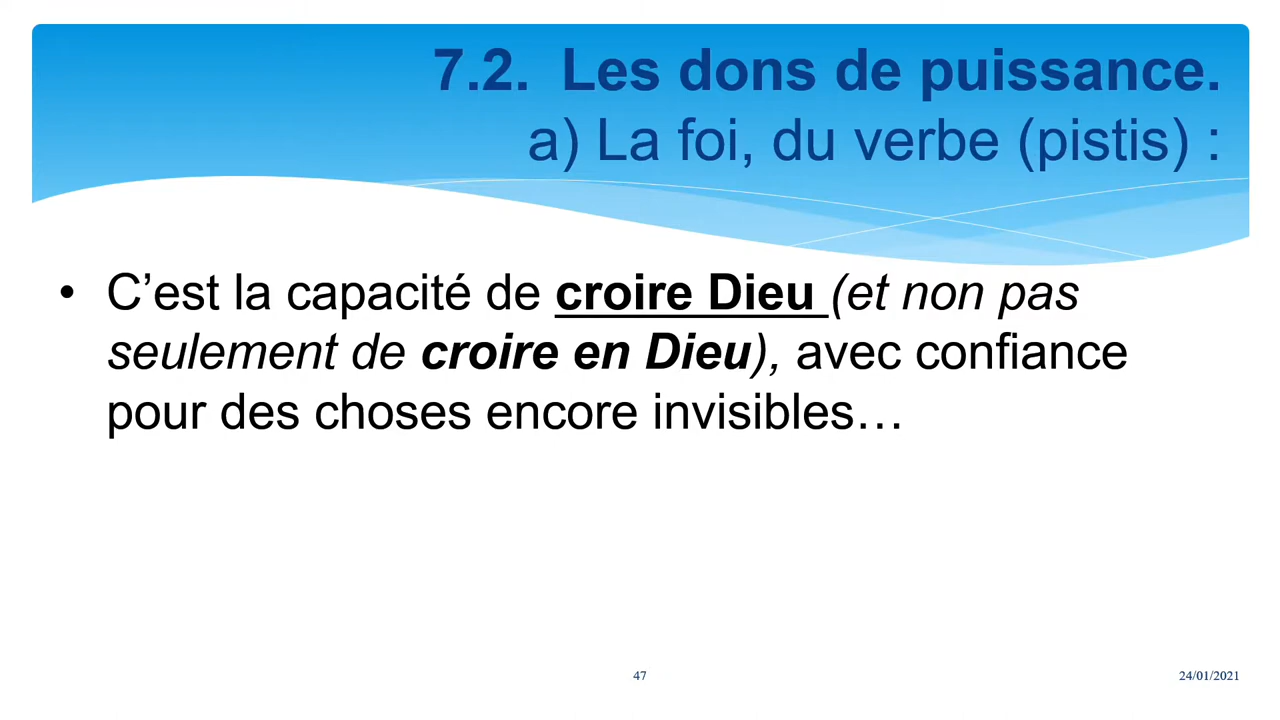 7.2. Les dons de puissance.
a) La foi, du verbe (pistis) :
• C’est la capacité de croire Dieu (et non pas
seulement de croire en Dieu), avec confiance
pour des choses encore invisibles…
47
24/01/2021